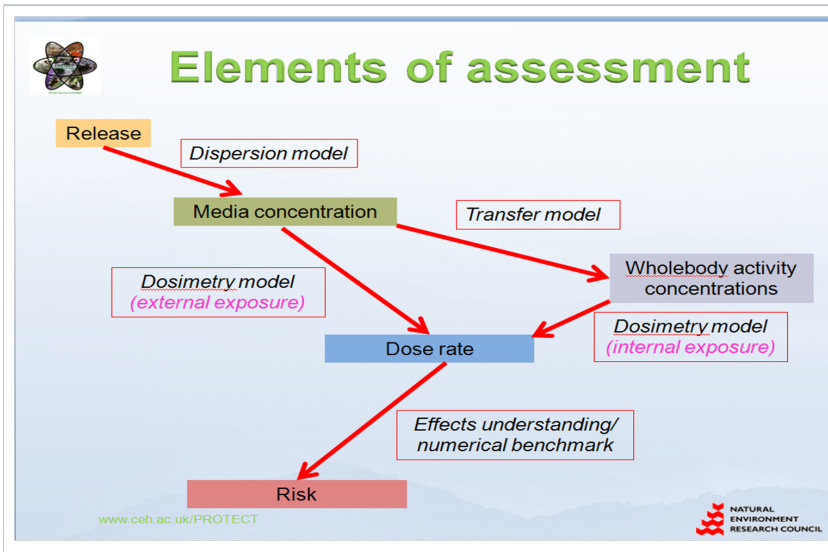 Elements of assessment
Release
Dispersion model
Media concentration
Transfer model
Dosimetry model
(external exposure)
Wholebody activity
concentrations
Dosimetry model
(internal exposure)
Dose rate
Effects understanding/
numerical benchmark
Risk
www.ceh.ac.uk/PROTECT
NATURAL
ENVIRONMENT
RESEARCH COUNCIL